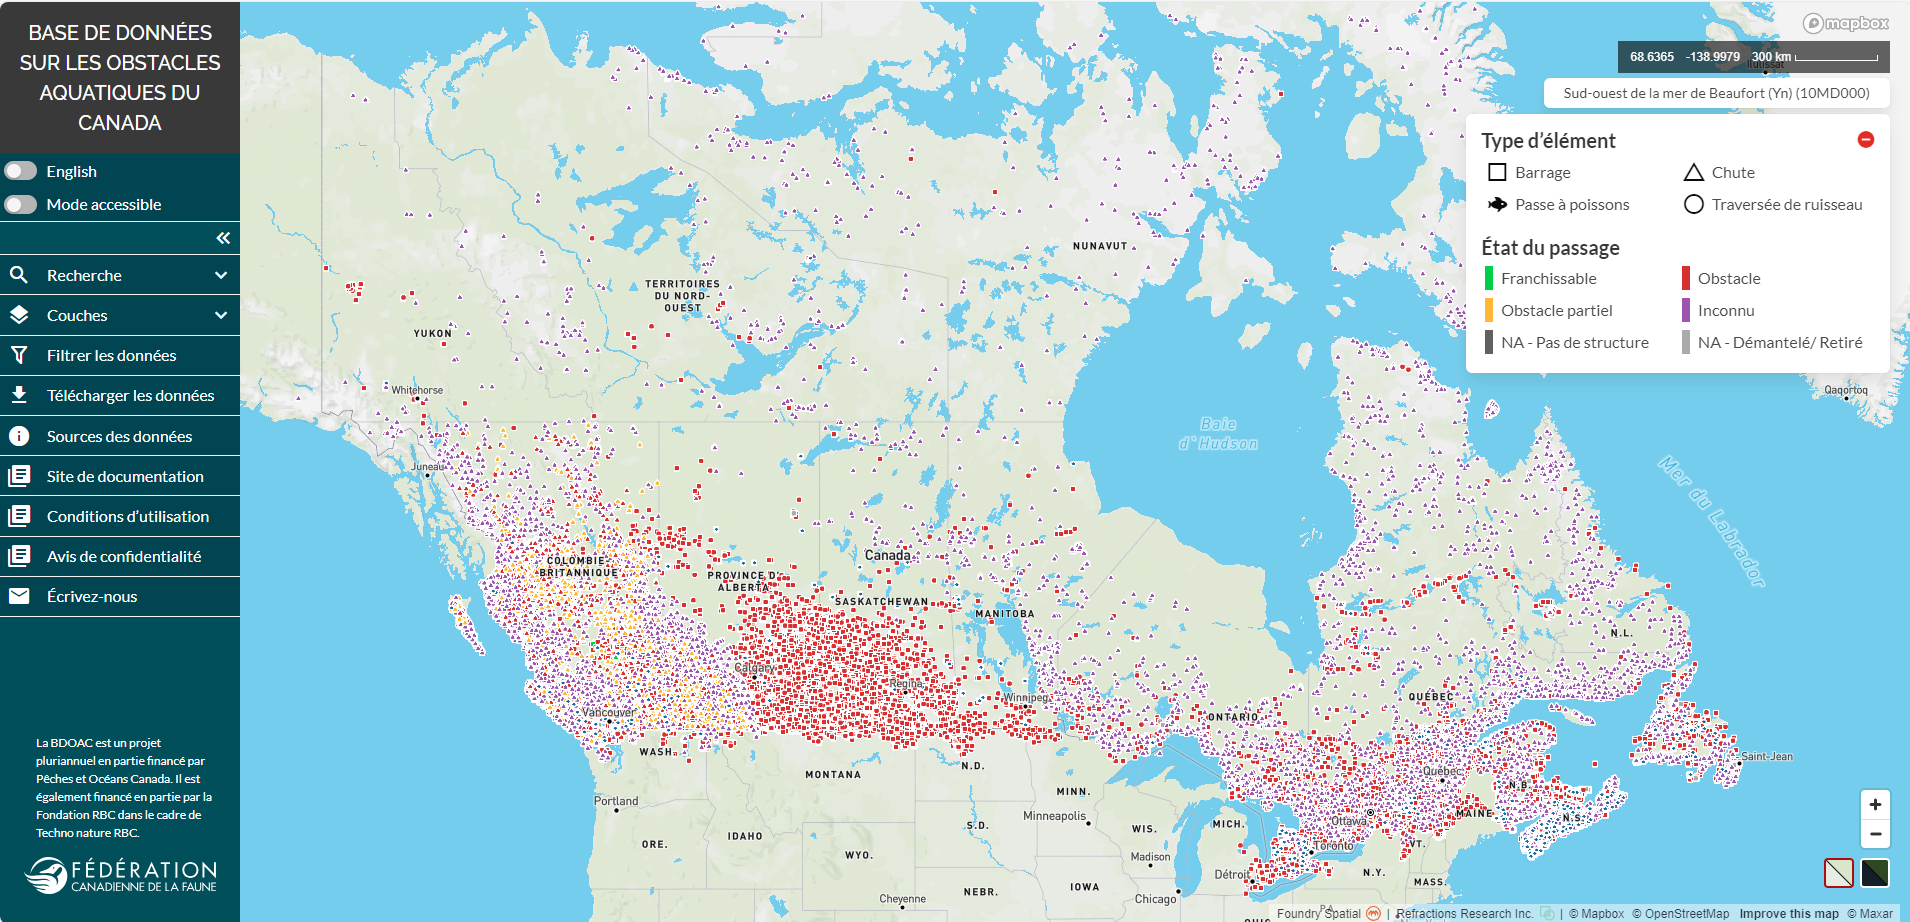 BASE DE DONNÉES
SUR LES OBSTACLES
AQUATIQUES DU
CANADA
English
Mode accessible
Recherche
Couches
Filtrer les données
Télécharger les données
Sources des données
Site de documentation
Conditions d'utilisation
Avis de confidentialité
Écrivez-nous
La BDOAC est un projet
pluriannuel en partie financé par
Pêches et Océans Canada. Il est
également financé en partie par la
Fondation RBC dans le cadre de
Techno nature RBC.
FÉDÉRATION
CANADIENNE DE LA FAUNE
mapbox
68.6365 -138.9979 300 km
Ilulissat
Sud-ouest de la mer de Beaufort (Yn) (10MD000)
Type d'élément
Barrage
Chute
Passe à poissons
Traversée de ruisseau
État du passage
Franchissable
Obstacle
Obstacle partiel
Inconnu
NA - Pas de structure
NA - Démantelé/ Retiré
Qaqortoq
NUNAVUT
TERRITOIRES
DU NORD-
OUEST
YUKON
Whitehorse
Juneau
Baie
d'Hudson
Mer du Labrador
Canada
COLOMBIE-
BRITANNIQUE
PROVINCE D'
ALBERTA
SASKATCHEWAN
MANITOBA
N.L.
Calgary
Regina
Winnipeg
QUÉBEC
ONTARIO
Vancouver
WASH.
Saint-Jean
MONTANA
N.D.
Québec
N.B.
MINN.
Portland
Minneapolis
S.D.
WIS.
MICH.
Ottawa
MAINE
N.S.
IDAHO
ORE.
WYO.
Madison
Toronto
VT.
Détroit
N.Y.
MASS.
IOWA
NEBR.
Cheyenne
Chicago
OHIO
PA.
Foundry Spatial | Refractions Research Inc. | © Mapbox © OpenStreetMap Improve this map © Maxar